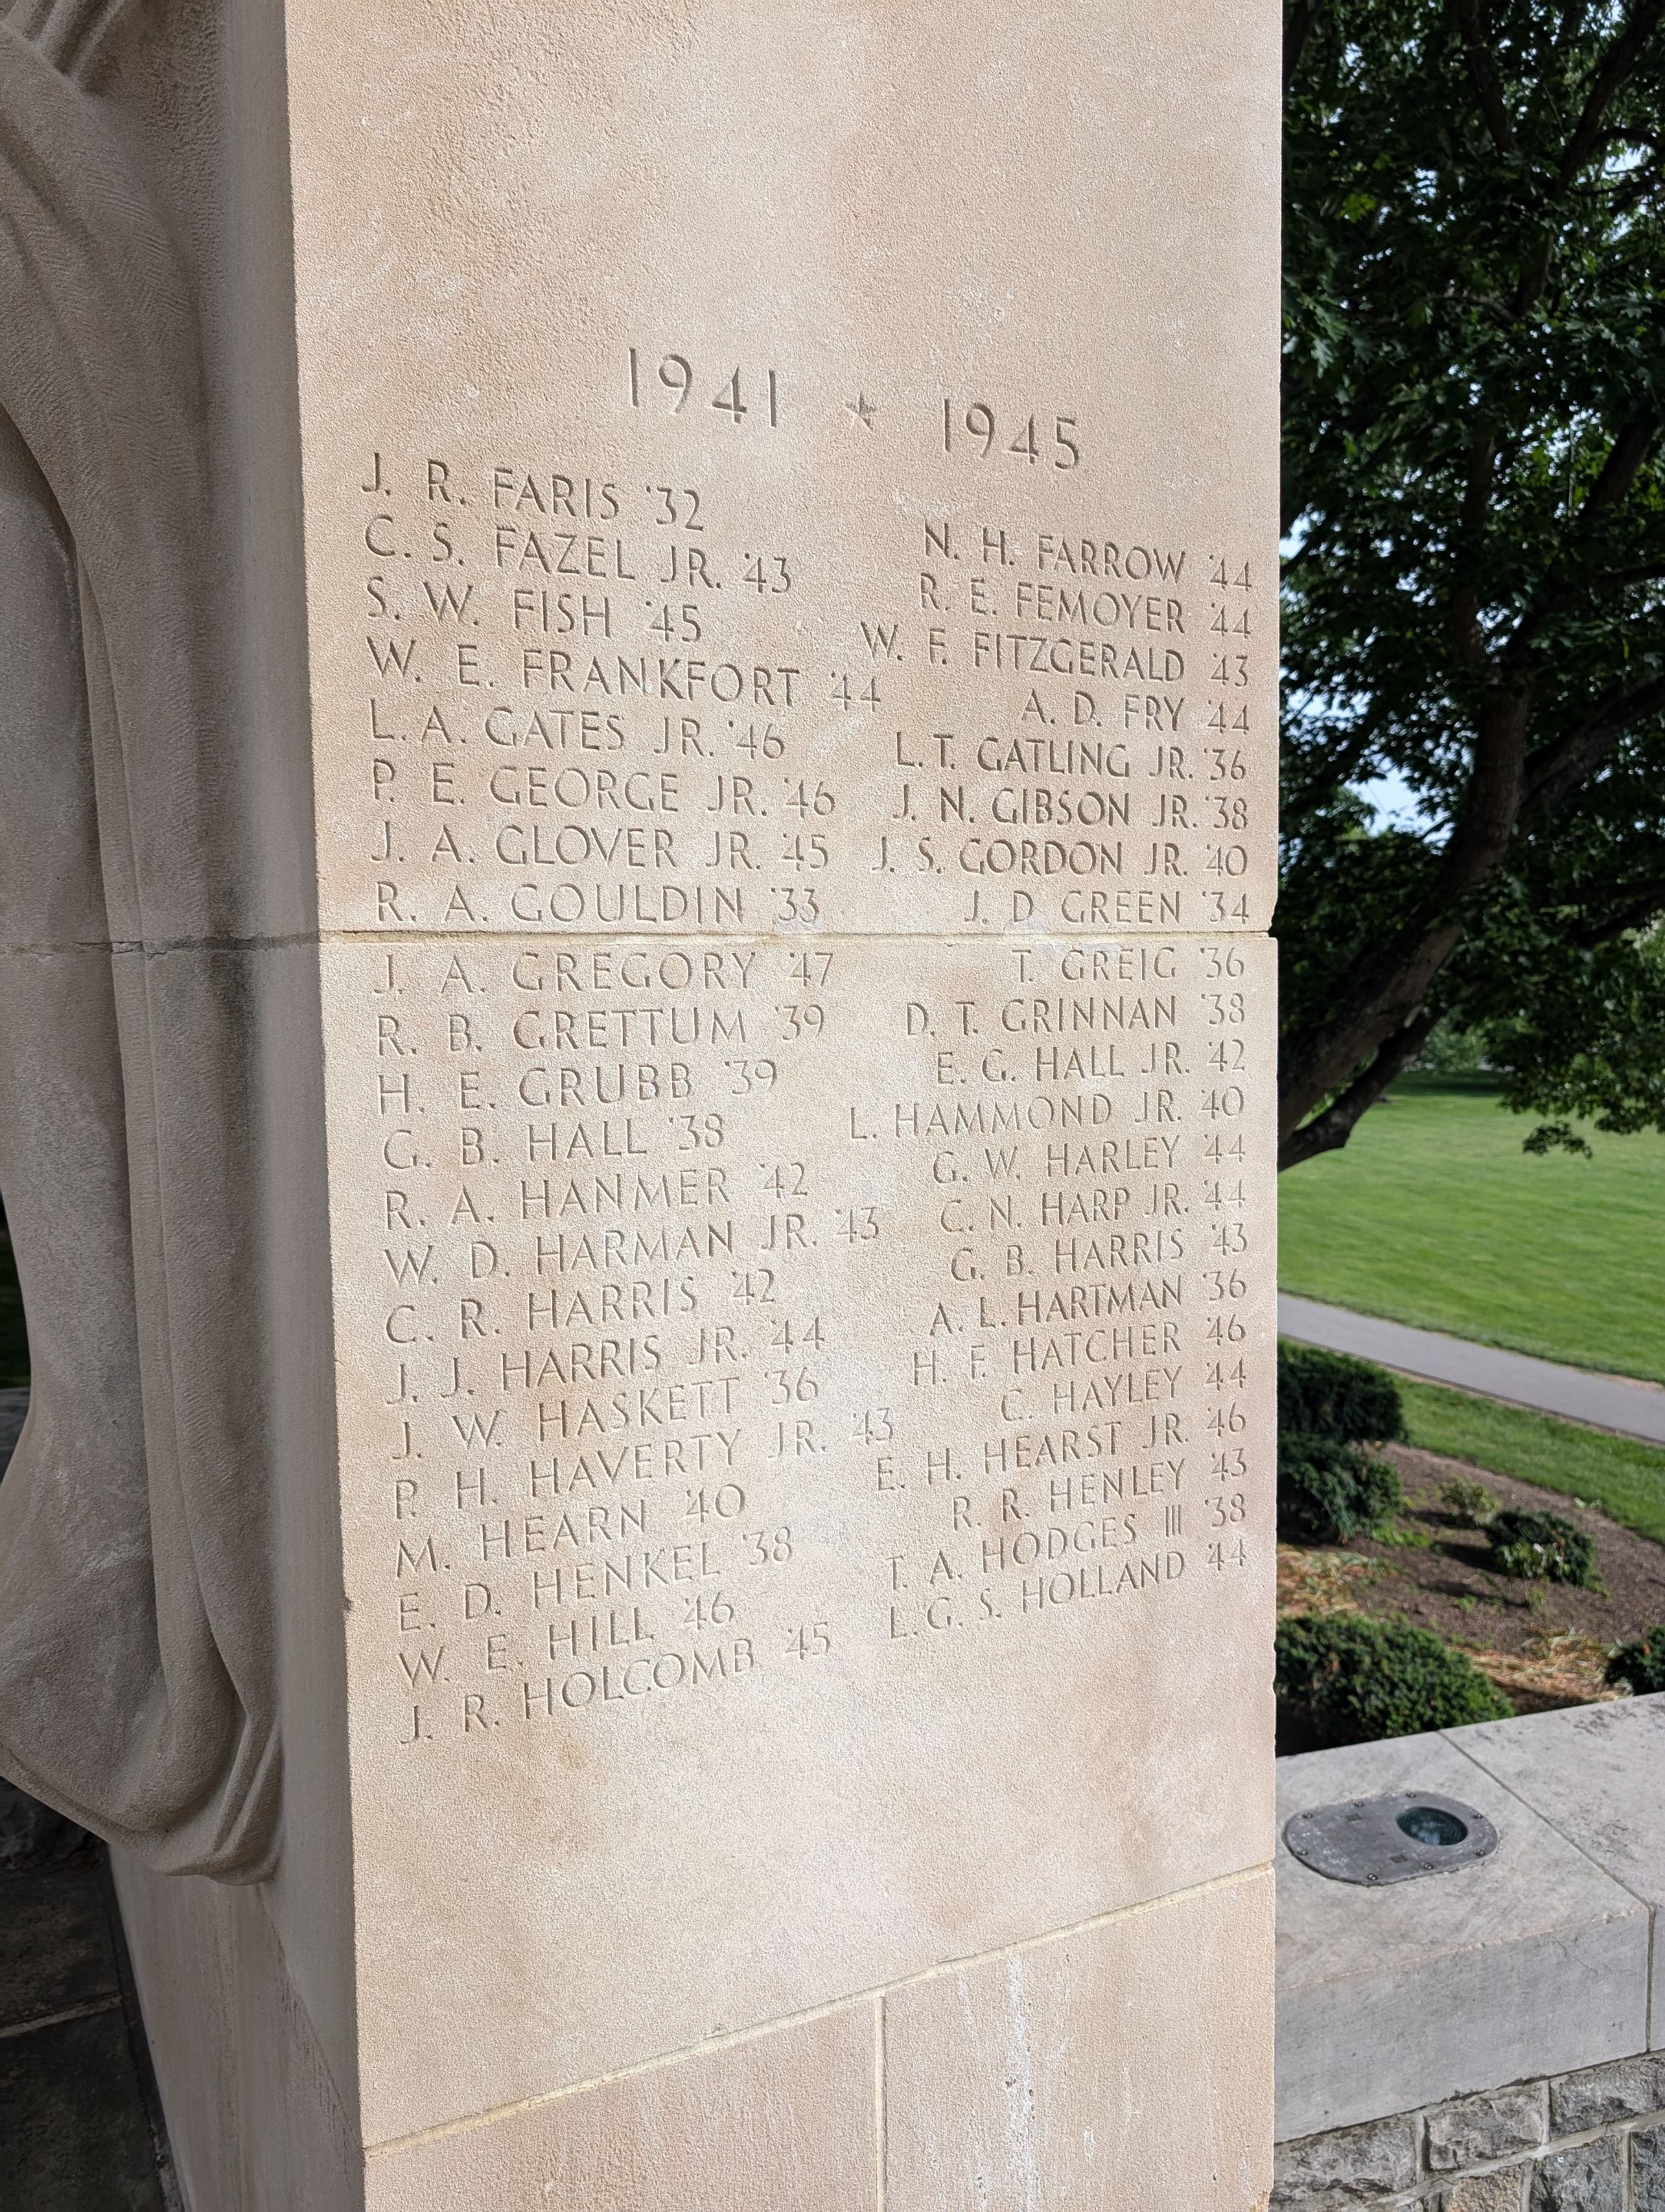 1941 ★ 1945
J. R. FARIS '32
N. H. FARROW '44
C. S. FAZEL JR. '43
R. E. FEMOYER '44
S. W. FISH '45
W. F. FITZGERALD '43
W. E. FRANKFORT '44
A. D. FRY '44
L. A. GATES JR. '46
L. T. GATLING JR. '36
P. E. GEORGE JR. '46
J. N. GIBSON JR. '38
J. A. GLOVER JR. '45
J. S. GORDON JR. '40
R. A. GOULDIN '33
J. D GREEN '34
J. A. GREGORY '47
T. GREIG '36
R. B. GRETTUM '39
D. T. GRINNAN '38
H. E. GRUBB '39
E. G. HALL JR. '42
G. B. HALL '38
L. HAMMOND JR. '40
R. A. HANMER '42
G. W. HARLEY '44
W. D. HARMAN JR. '43
C. N. HARP JR. '44
C. R. HARRIS '42
G. B. HARRIS '43
J. J. HARRIS JR. '44
A. L. HARTMAN '36
J. W. HASKETT '36
H. F. HATCHER '46
P. H. HAVERTY JR. '43
C. HAYLEY '44
M. HEARN '40
E. H. HEARST JR. '46
E. D. HENKEL '38
R. R. HENLEY '43
W. E. HILL '46
T. A. HODGES III '38
J. R. HOLCOMB '45
L. G. S. HOLLAND '44